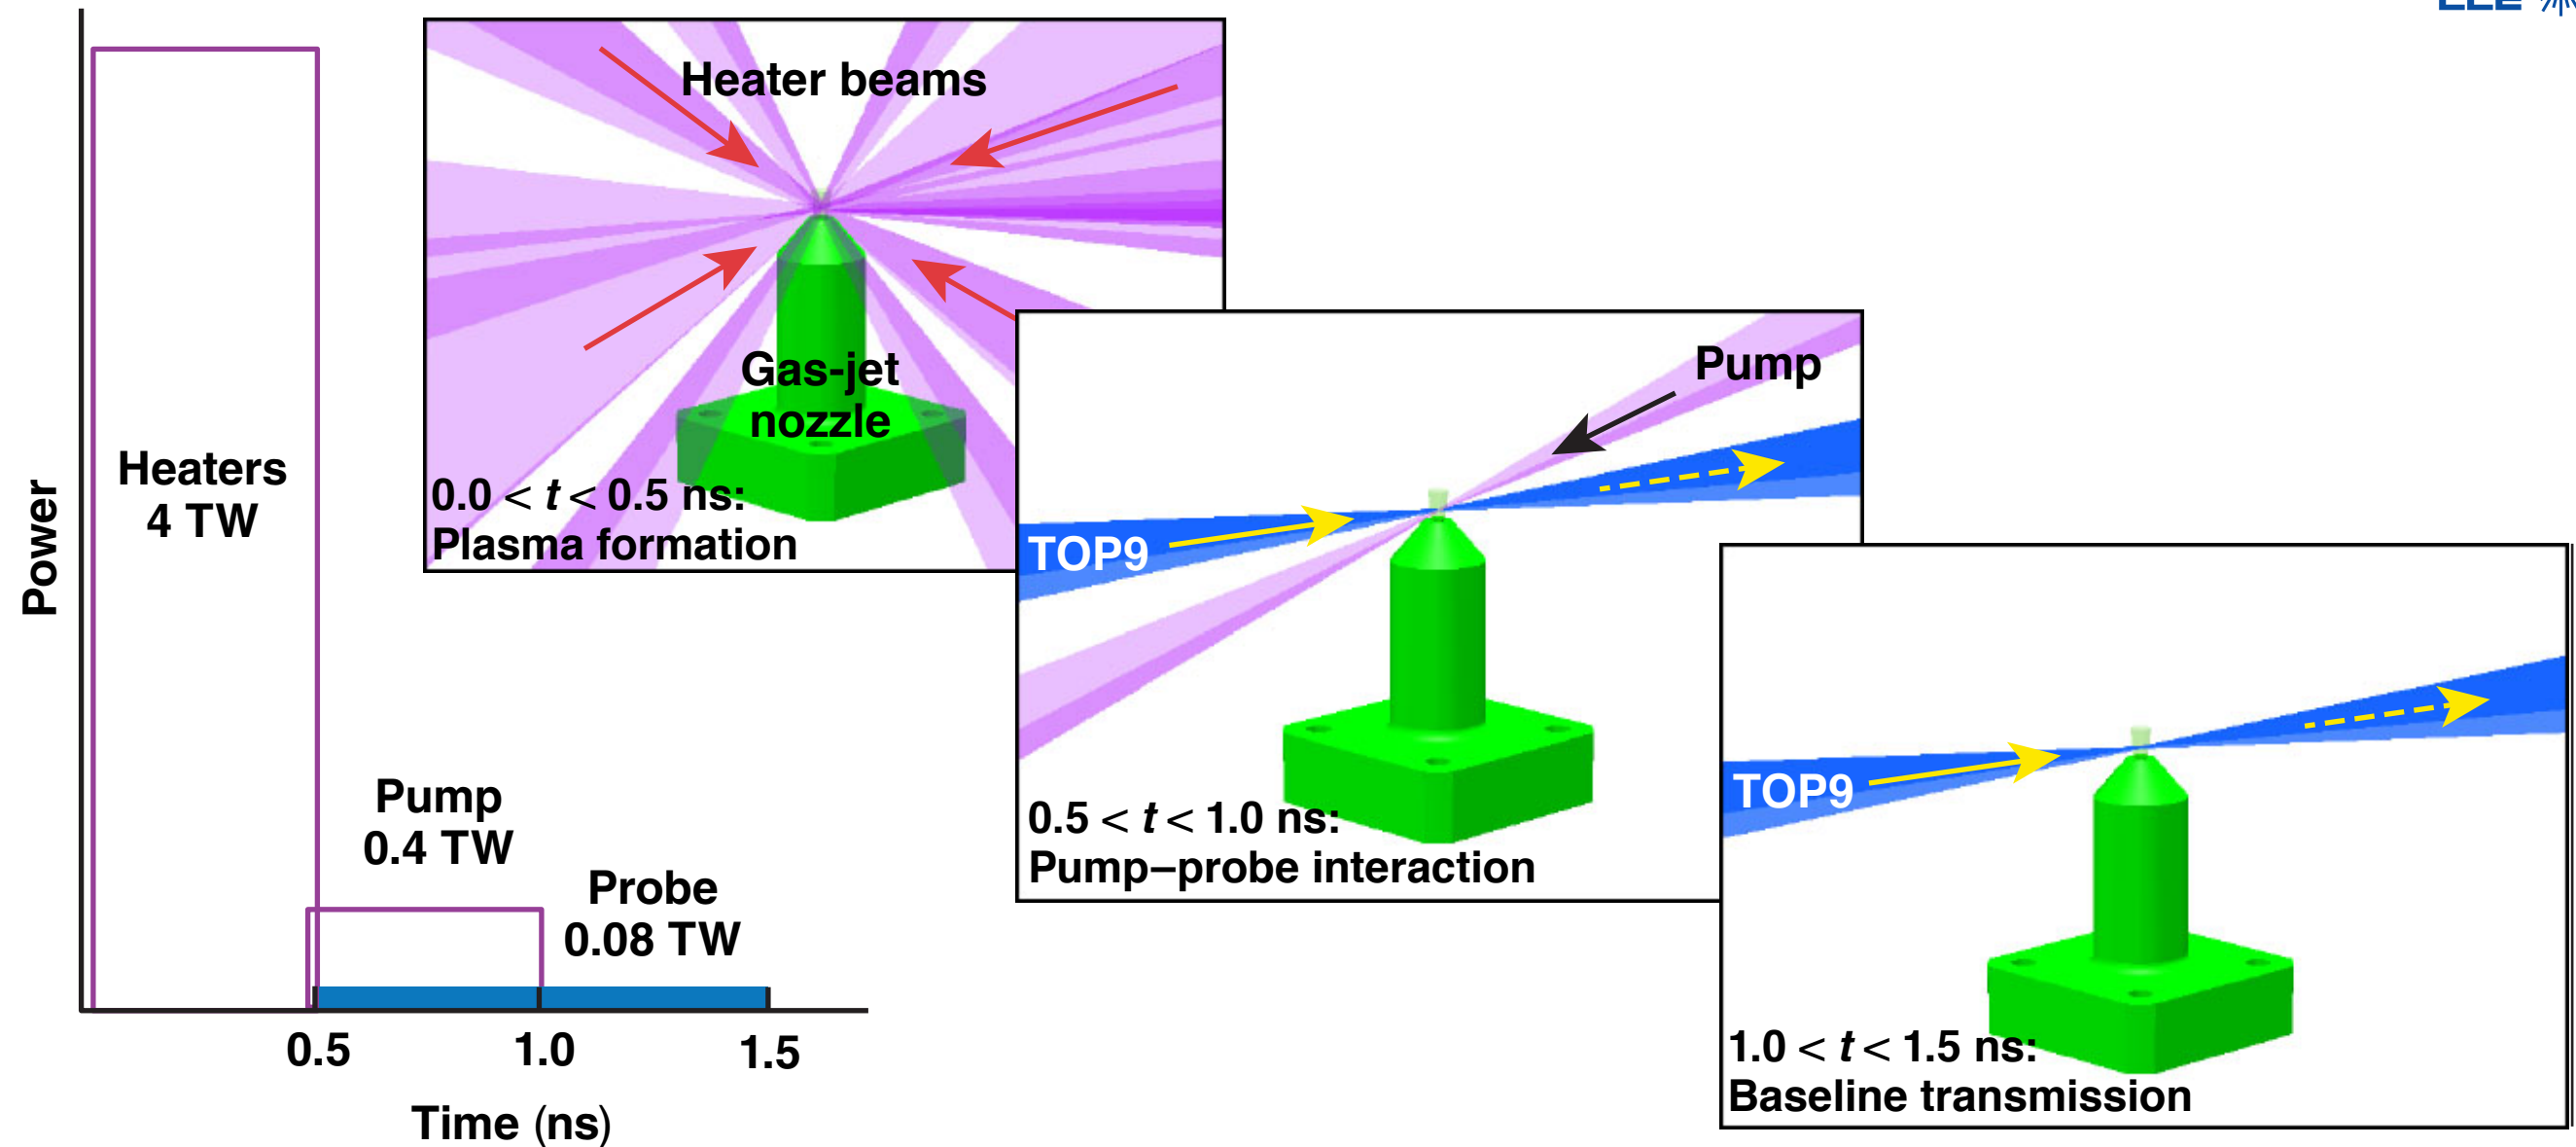 LLE
Power
Heaters
4 TW
Pump
0.4 TW
Probe
0.08 TW
0.5
1.0
1.5
Time (ns)
Heater beams
Gas-jet
nozzle
0.0 < t < 0.5 ns:
Plasma formation
Pump
TOP9
0.5 < t < 1.0 ns:
Pump–probe interaction
TOP9
1.0 < t < 1.5 ns:
Baseline transmission